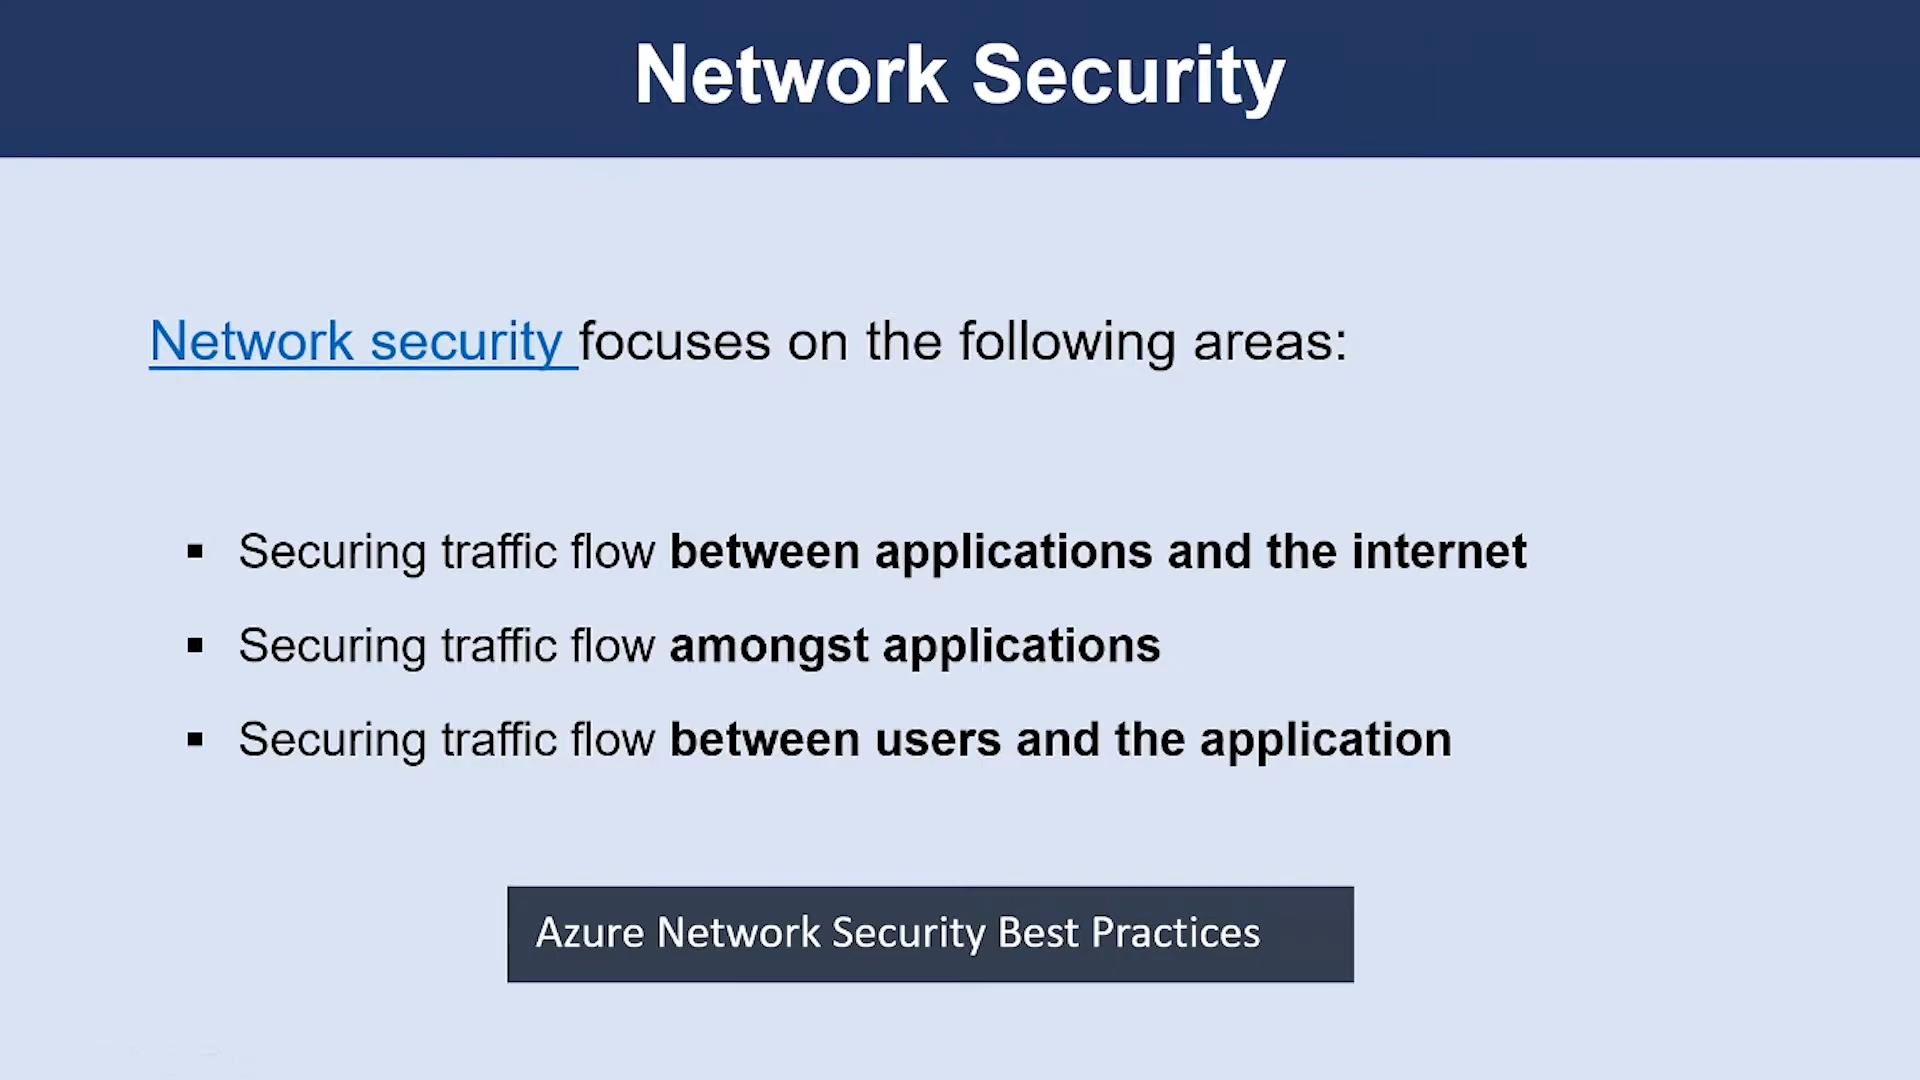 Network Security
Network security focuses on the following areas:
▪ Securing traffic flow between applications and the internet
▪ Securing traffic flow amongst applications
▪ Securing traffic flow between users and the application
Azure Network Security Best Practices